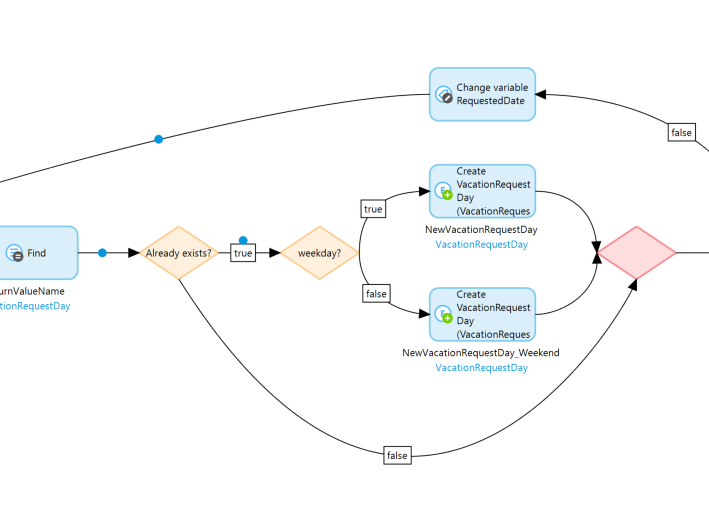 Change variable
RequestedDate
false
Create
VacationRequest
Day
(VacationReques
true
NewVacationRequestDay
VacationRequestDay
Find
Already exists?
true
weekday?
urnValueName
tionRequestDay
false
Create
VacationRequest
Day
(VacationReques
NewVacationRequestDay_Weekend
VacationRequestDay
false